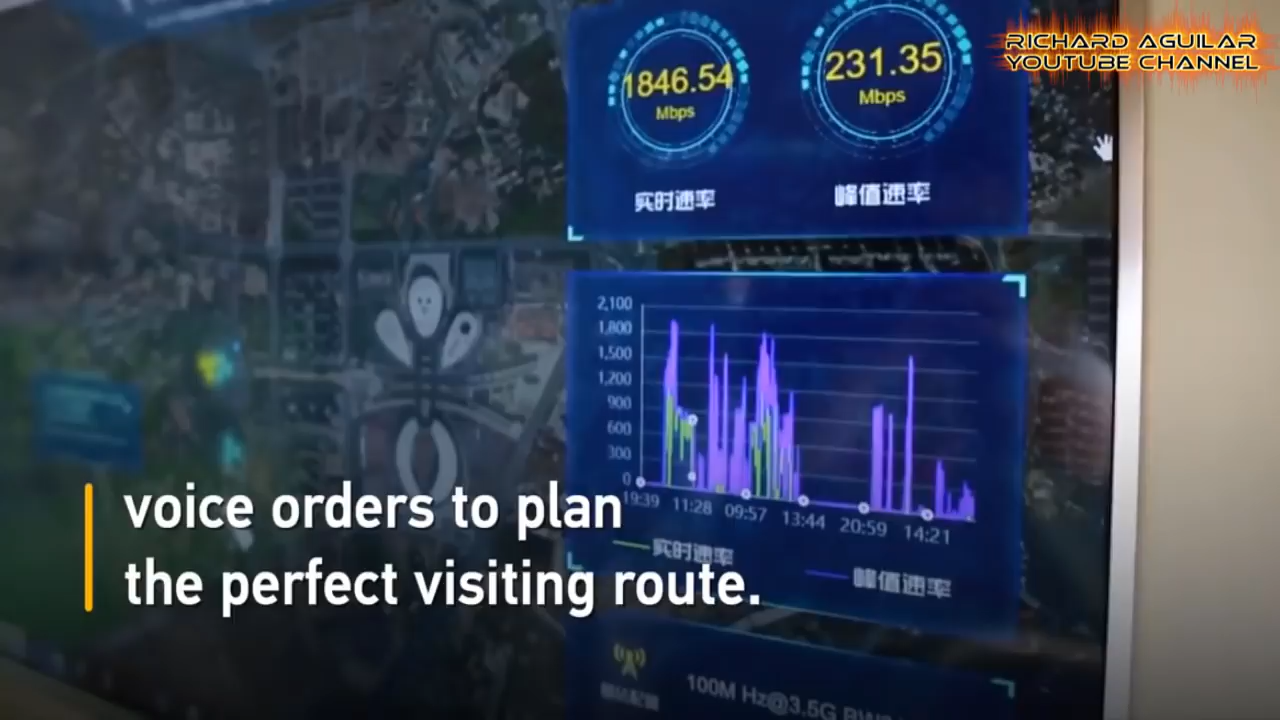 RICHARD AGUILAR
YOUTUBE CHANNEL
1846.54
Mbps
实时速率
231.35
Mbps
峰值速率
2,100
1,800
1,500
1,200
900
600
300
0
19:39 11:28 09:57 13:44 20:59 14:21
实时速率 峰值速率
voice orders to plan
the perfect visiting route.
100M Hz@3.5G